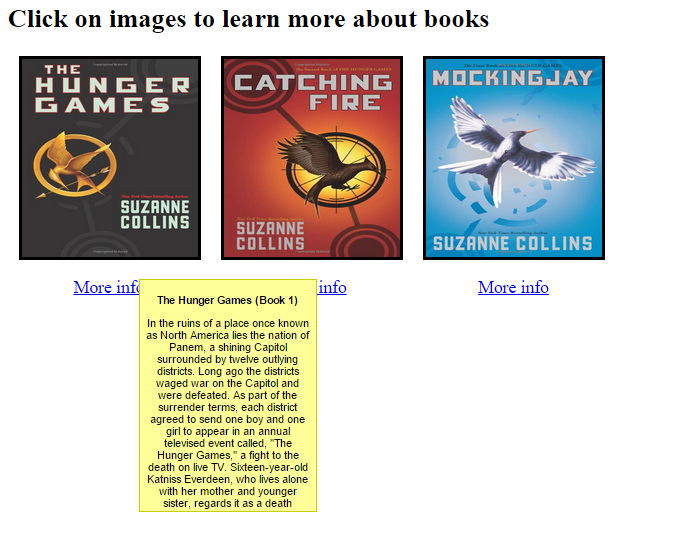 Click on images to learn more about books
THE
HUNGER
GAMES
SUZANNE
COLLINS
CATCHING
FIRE
SUZANNE
COLLINS
MOCKINGJAY
SUZANNE COLLINS
More info
info
More info
The Hunger Games (Book 1)
In the ruins of a place once known
as North America lies the nation of
Panem, a shining Capitol
surrounded by twelve outlying
districts. Long ago the districts
waged war on the Capitol and
were defeated. As part of the
surrender terms, each district
agreed to send one boy and one
girl to appear in an annual
televised event called, "The
Hunger Games," a fight to the
death on live TV. Sixteen-year-old
Katniss Everdeen, who lives alone
with her mother and younger
sister, regards it as a death